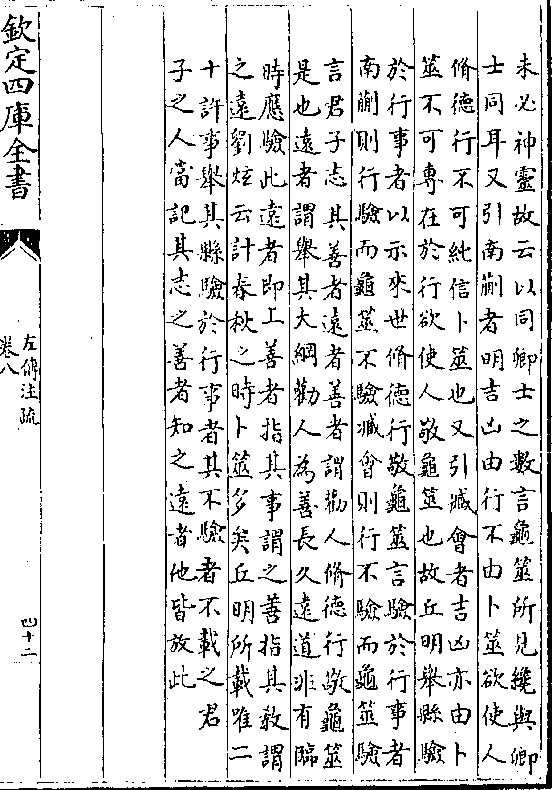 未必神靈故云以同卿士之數言龜筮所見纔與卿
士同耳又引南蒯者明吉凶由行不由卜筮欲使人
脩德行不可純信卜筮也又引臧會者吉凶亦由卜
筮不可專在於行欲使人敬龜筮也故丘明舉縣驗
於行事者以示來世脩德行敬龜筮言驗於行事者
南蒯則行驗而龜筮不驗臧會則行不驗而龜筮驗
言君子志其善者遠者善者謂勸人脩德行敬龜筮
是也遠者謂舉其大綱勸人為善長久遠道非有臨
時應驗此遠者即上善者指其事謂之善指其教謂
之遠劉炫云計春秋之時卜筮多矣丘明所載唯二
十許事舉其縣驗於行事者其不驗者不載之君
子之人當記其志之善者知之遠者他皆放此
欽定四庫全書
左傳注疏
卷八
四十二